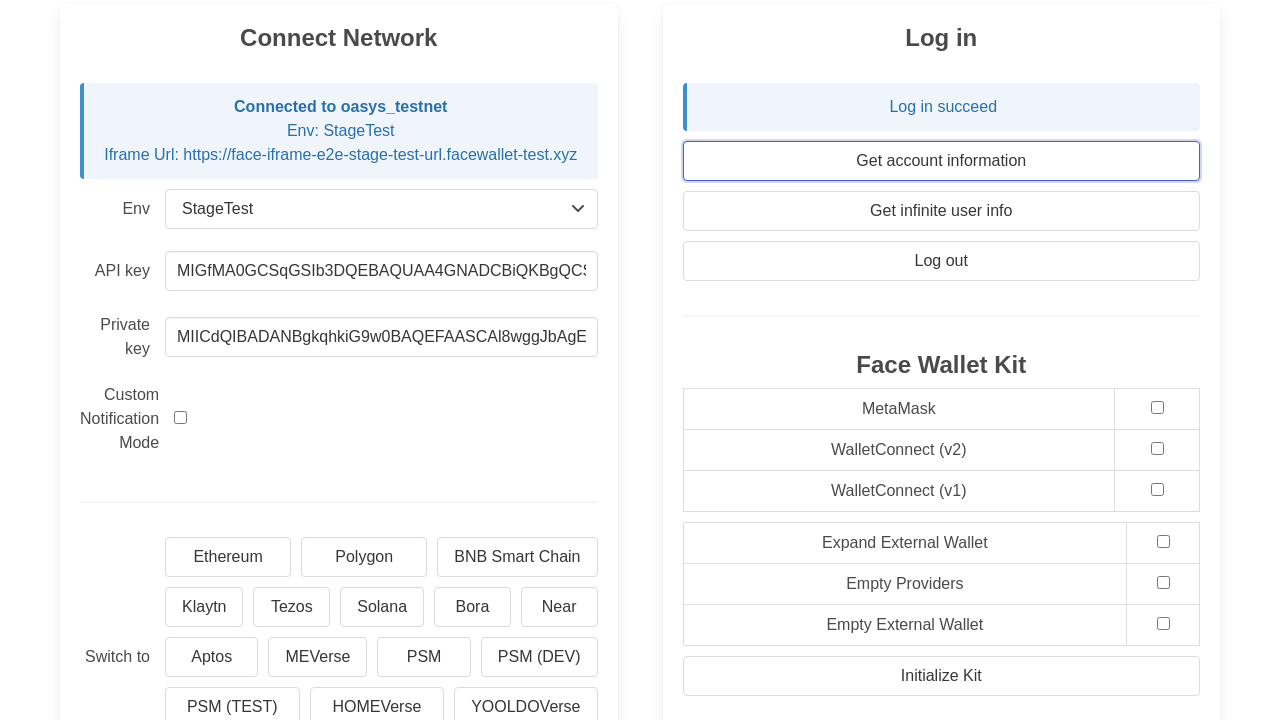 Connect Network
Connected to oasys_testnet
Env: StageTest
Iframe Url: https://face-iframe-e2e-stage-test-url.facewallet-test.xyz
Env
StageTest
API key
MIGfMA0GCSqGSIb3DQEBAQUAA4GNADCBiQKBgQCS
Private key
MIICdQIBADANBgkqhkiG9w0BAQEFAASCAl8wggJbAgE
Custom Notification Mode
Switch to
Ethereum
Polygon
BNB Smart Chain
Klaytn
Tezos
Solana
Bora
Near
Aptos
MEVerse
PSM
PSM (DEV)
PSM (TEST)
HOMEVerse
YOOLDOVerse
Log in
Log in succeed
Get account information
Get infinite user info
Log out
Face Wallet Kit
MetaMask
WalletConnect (v2)
WalletConnect (v1)
Expand External Wallet
Empty Providers
Empty External Wallet
Initialize Kit